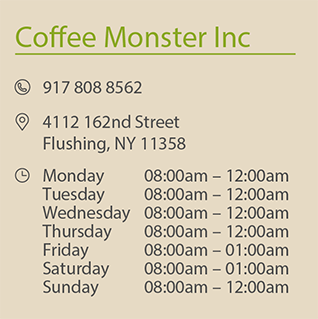 Coffee Monster Inc
917 808 8562
4112 162nd Street
Flushing, NY 11358
Monday 08:00am – 12:00am
Tuesday 08:00am – 12:00am
Wednesday 08:00am – 12:00am
Thursday 08:00am – 12:00am
Friday 08:00am – 01:00am
Saturday 08:00am – 01:00am
Sunday 08:00am – 12:00am